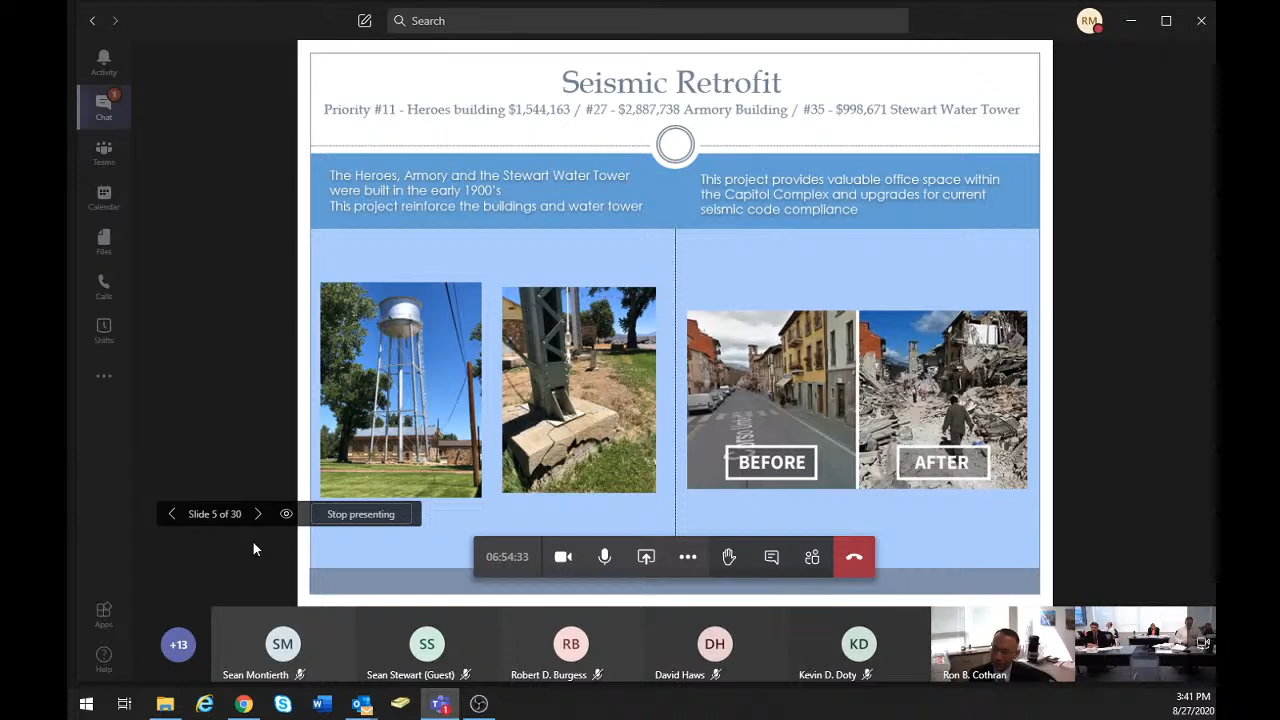 Search
RM
Activity
1
Chat
Teams
Calendar
Files
Calls
Shifts
Apps
Help
Seismic Retrofit
Priority #11 - Heroes building $1,544,163 / #27 - $2,887,738 Armory Building / #35 - $998,671 Stewart Water Tower
The Heroes, Armory and the Stewart Water Tower
were built in the early 1900's
This project reinforce the buildings and water tower
This project provides valuable office space within
the Capitol Complex and upgrades for current
seismic code compliance
BEFORE
AFTER
Slide 5 of 30
Stop presenting
06:54:33
+13
SM
Sean Montierth
SS
Sean Stewart (Guest)
RB
Robert D. Burgess
DH
David Haws
KD
Kevin D. Doty
Ron B. Cothran
3:41 PM
8/27/2020